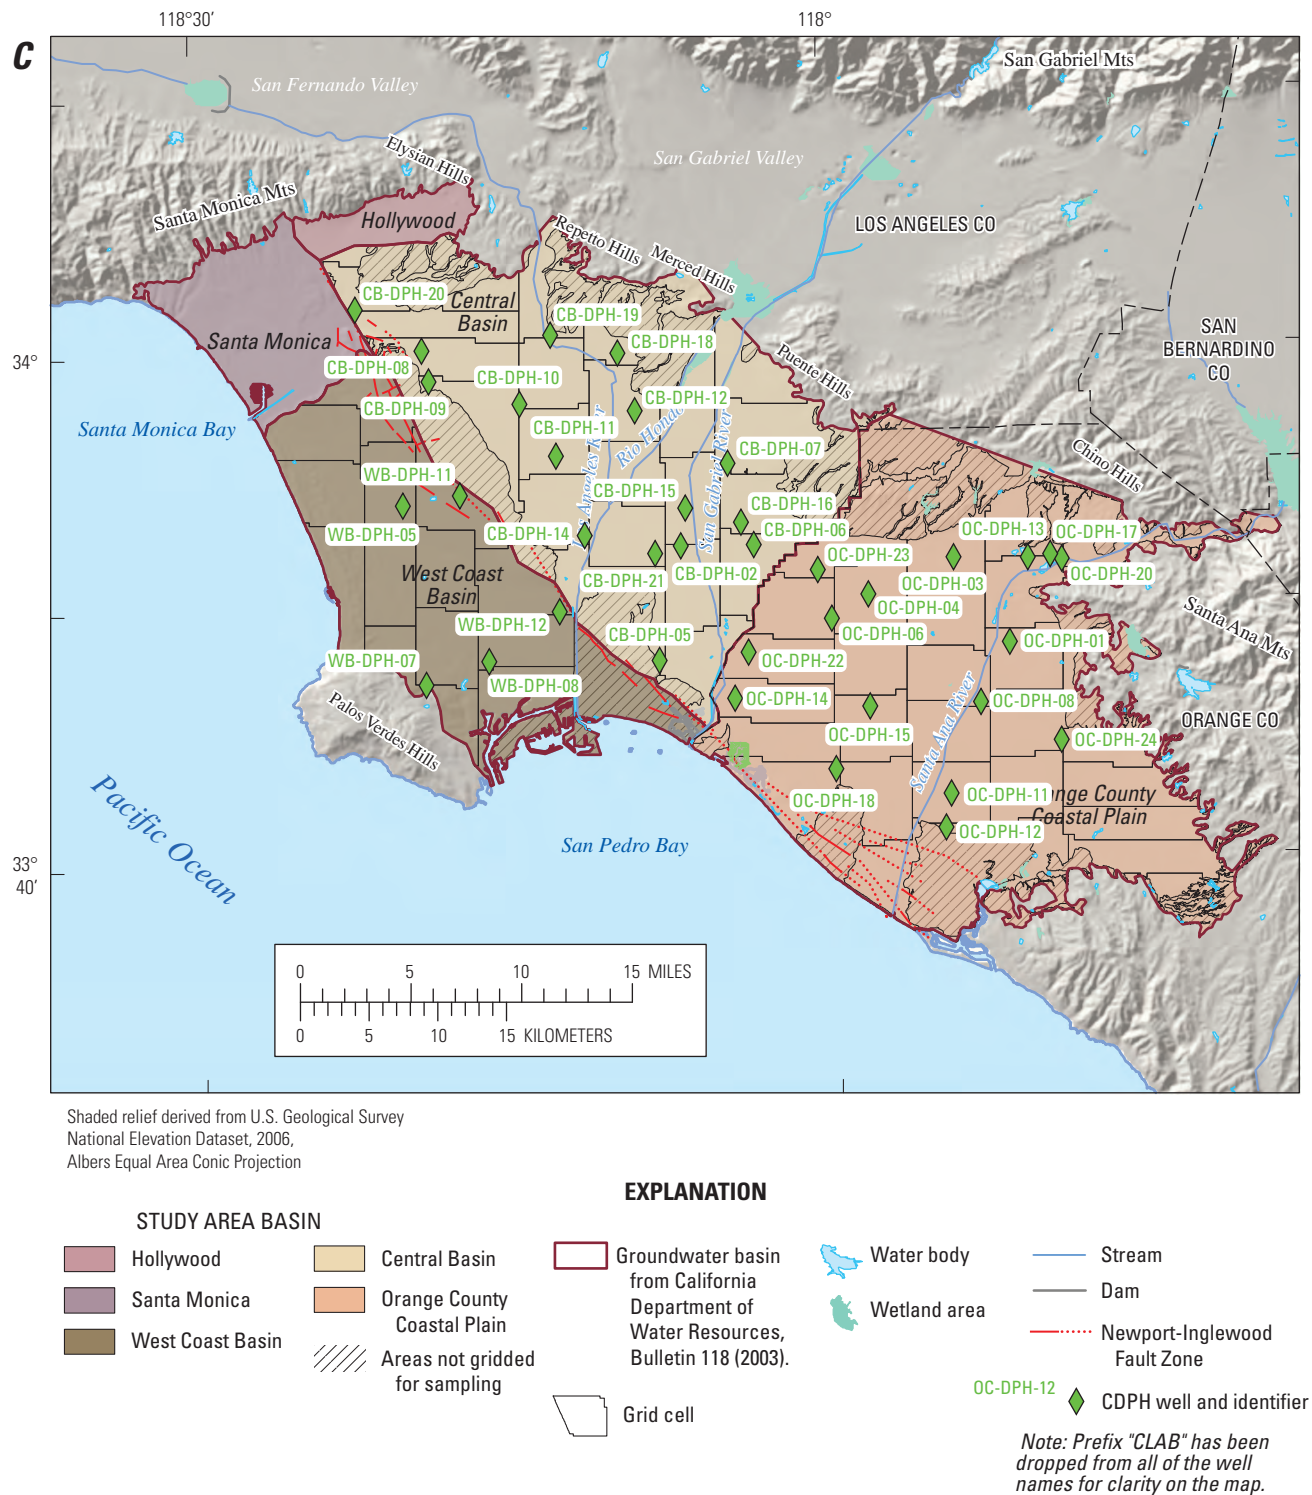 118°30′
118°
C
San Gabriel Mts
San Fernando Valley
Elysian Hills
San Gabriel Valley
Santa Monica Mts
Hollywood
LOS ANGELES CO
Repetto Hills
Merced Hills
CB-DPH-20
Central
Basin
CB-DPH-19
SAN
BERNARDINO
CO
Santa Monica
CB-DPH-18
34°
Puente Hills
CB-DPH-08
CB-DPH-10
CB-DPH-12
CB-DPH-09
Santa Monica Bay
CB-DPH-11
Rio Hondo
San Gabriel River
Chino Hills
CB-DPH-07
WB-DPH-11
CB-DPH-15
CB-DPH-16
WB-DPH-05
CB-DPH-14
CB-DPH-06
OC-DPH-13
OC-DPH-17
OC-DPH-23
West Coast
Basin
CB-DPH-21
CB-DPH-02
OC-DPH-03
OC-DPH-20
OC-DPH-04
Santa Ana Mts
WB-DPH-12
CB-DPH-05
OC-DPH-06
OC-DPH-01
WB-DPH-07
OC-DPH-22
WB-DPH-08
OC-DPH-14
OC-DPH-08
Palos Verdes Hills
Santa Ana River
ORANGE CO
OC-DPH-15
OC-DPH-24
Pacific Ocean
OC-DPH-18
OC-DPH-11
nge County
Coastal Plain
OC-DPH-12
San Pedro Bay
33°
40′
0 5 10 15 MILES
0 5 10 15 KILOMETERS
Shaded relief derived from U.S. Geological Survey
National Elevation Dataset, 2006,
Albers Equal Area Conic Projection
EXPLANATION
STUDY AREA BASIN
Hollywood
Santa Monica
West Coast Basin
Central Basin
Orange County
Coastal Plain
Areas not gridded
for sampling
Groundwater basin
from California
Department of
Water Resources,
Bulletin 118 (2003).
Grid cell
Water body
Wetland area
Stream
Dam
Newport-Inglewood
Fault Zone
OC-DPH-12
CDPH well and identifier
Note: Prefix "CLAB" has been
dropped from all of the well
names for clarity on the map.